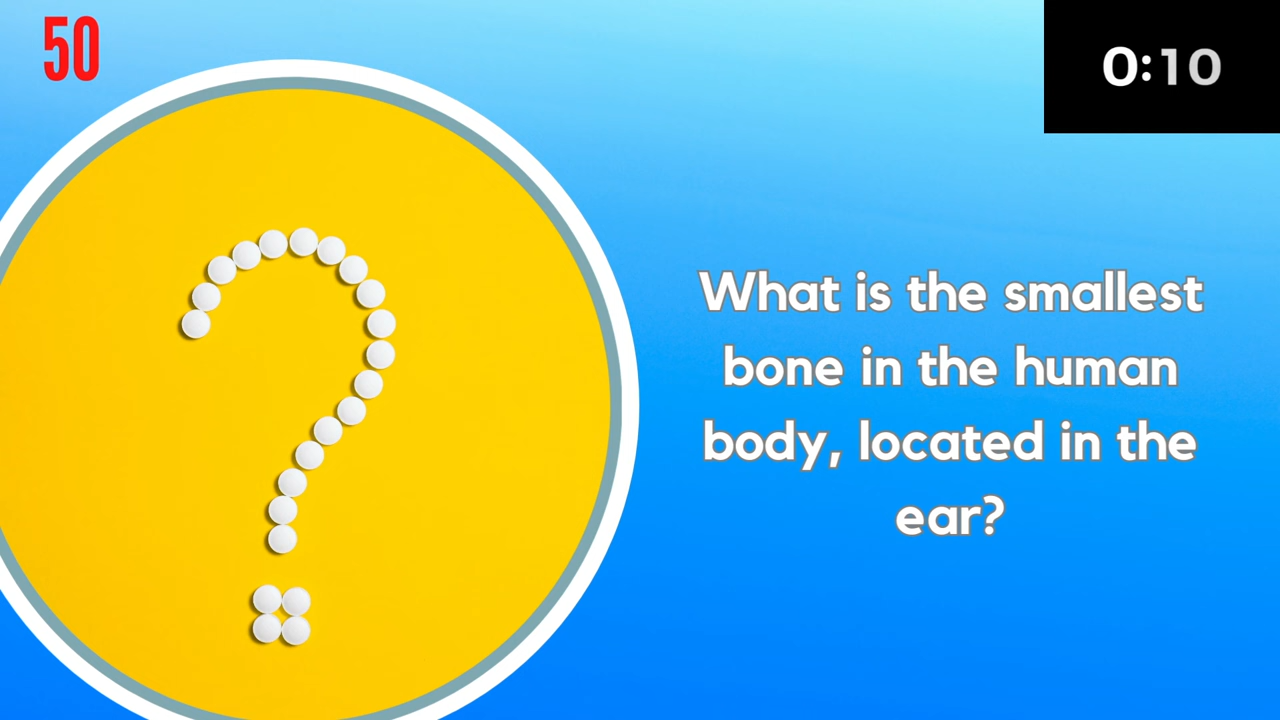 50
0:10
What is the smallest
bone in the human
body, located in the
ear?